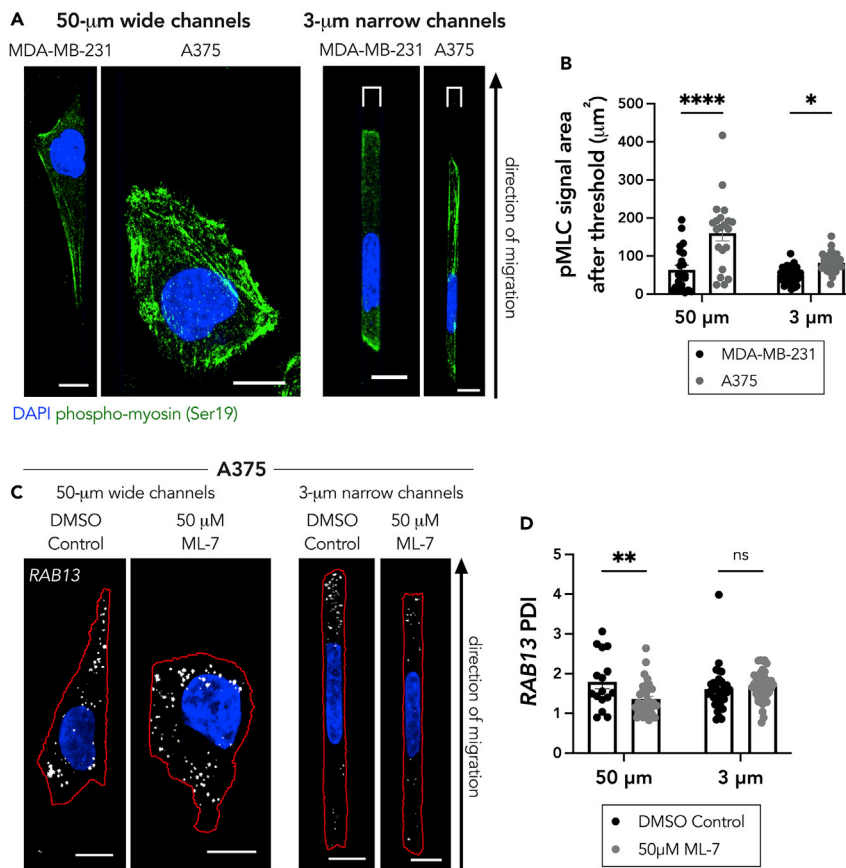 A
50-μm wide channels
3-μm narrow channels
MDA-MB-231
A375
MDA-MB-231
A375
direction of migration
DAPI phospho-myosin (Ser19)
B
pMLC signal area
after threshold (μm²)
500
400
300
200
100
0
****
*
50 μm
3 μm
MDA-MB-231
A375
A375
C
50-μm wide channels
3-μm narrow channels
DMSO
Control
50 μM
ML-7
DMSO
Control
50 μM
ML-7
RAB13
direction of migration
D
RAB13 PDI
5
4
3
2
1
0
**
ns
50 μm
3 μm
DMSO Control
50μM ML-7